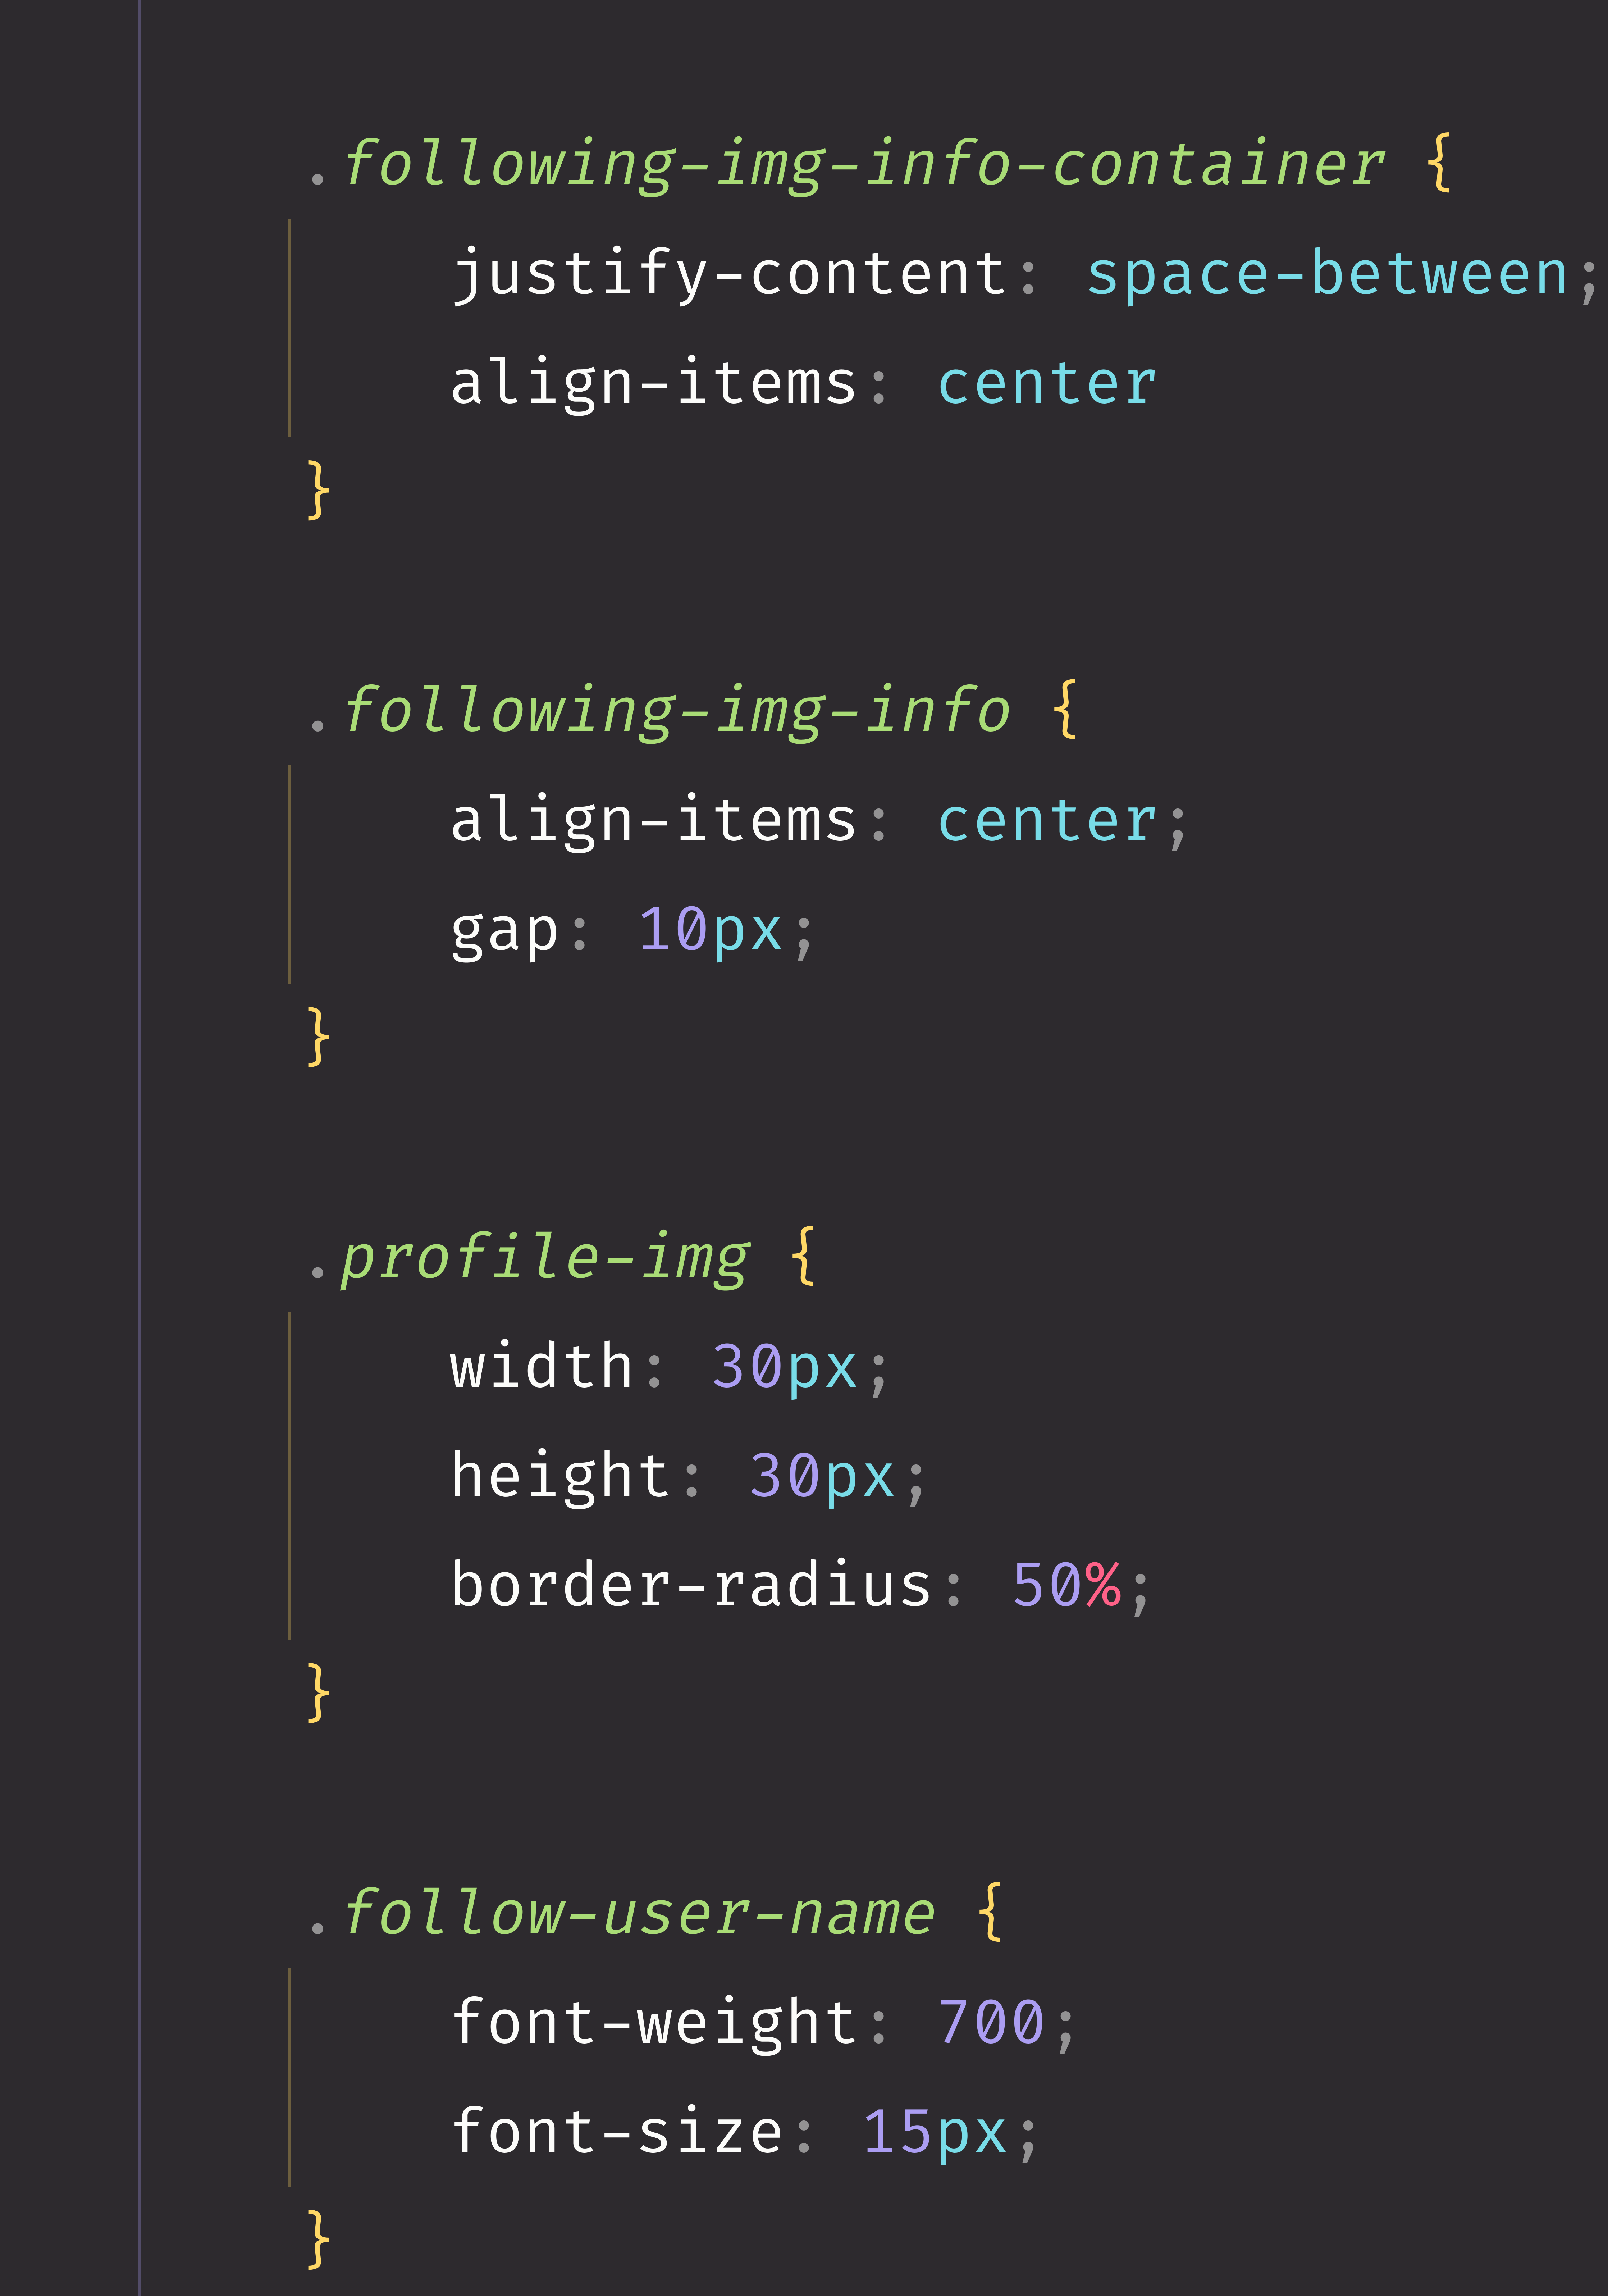 .following-img-info-container {
justify-content: space-between;
align-items: center
}
.following-img-info {
align-items: center;
gap: 10px;
}
.profile-img {
width: 30px;
height: 30px;
border-radius: 50%;
}
.follow-user-name {
font-weight: 700;
font-size: 15px;
}